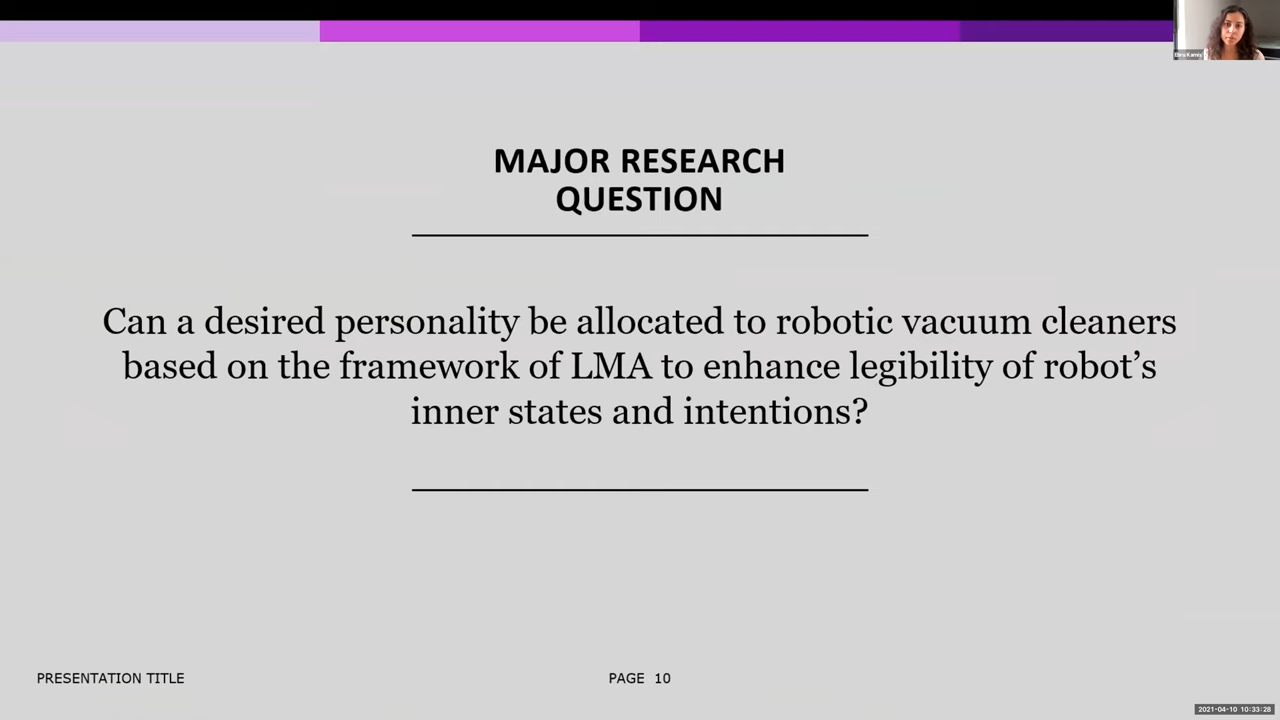 MAJOR RESEARCH
QUESTION
Can a desired personality be allocated to robotic vacuum cleaners
based on the framework of LMA to enhance legibility of robot’s
inner states and intentions?
PRESENTATION TITLE
PAGE 10
2021-04-10 10:33:28